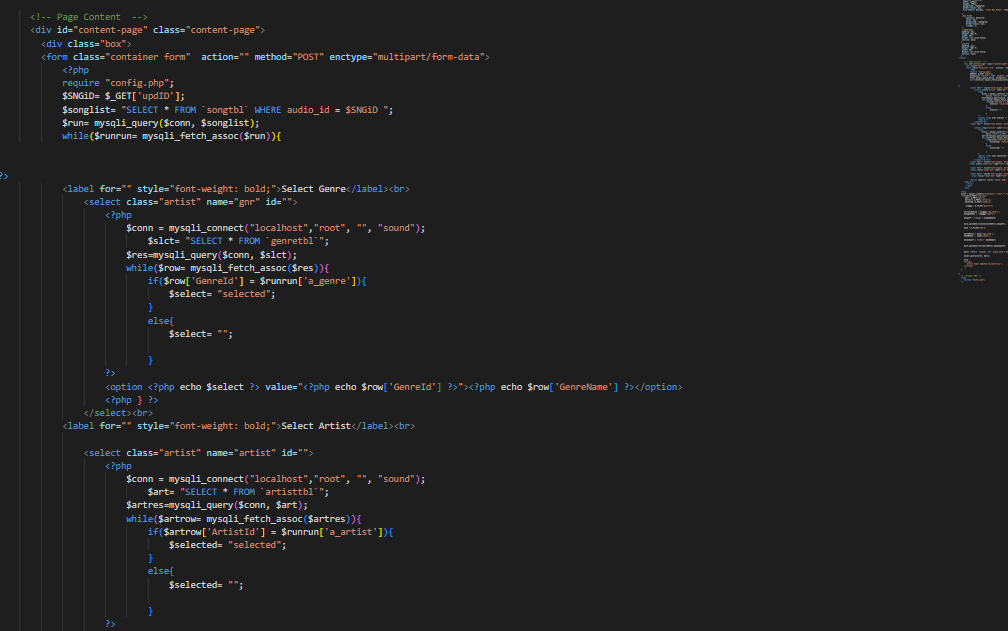 <!-- Page Content  -->
<div id="content-page" class="content-page">
<div class="box">
<form class="container form"  action="" method="POST" enctype="multipart/form-data">
<?php
require "config.php";
$SNGiD= $_GET['updID'];
$songlist= "SELECT * FROM `songtbl` WHERE audio_id = $SNGiD ";
$run= mysqli_query($conn, $songlist);
while($runrun= mysqli_fetch_assoc($run)){
?>
<label for="" style="font-weight: bold;">Select Genre</label><br>
<select class="artist" name="gnr" id="">
<?php
$conn = mysqli_connect("localhost","root", "", "sound");
$slct= "SELECT * FROM `genretbl`";
$res=mysqli_query($conn, $slct);
while($row= mysqli_fetch_assoc($res)){
if($row['GenreId'] = $runrun['a_genre']){
$select= "selected";
}
else{
$select= "";
}
?>
<option <?php echo $select ?> value="<?php echo $row['GenreId'] ?>"><?php echo $row['GenreName'] ?></option>
<?php } ?>
</select><br>
<label for="" style="font-weight: bold;">Select Artist</label><br>
<select class="artist" name="artist" id="">
<?php
$conn = mysqli_connect("localhost","root", "", "sound");
$art= "SELECT * FROM `artisttbl`";
$artres=mysqli_query($conn, $art);
while($artrow= mysqli_fetch_assoc($artres)){
if($artrow['ArtistId'] = $runrun['a_artist']){
$selected= "selected";
}
else{
$selected= "";
}
?>